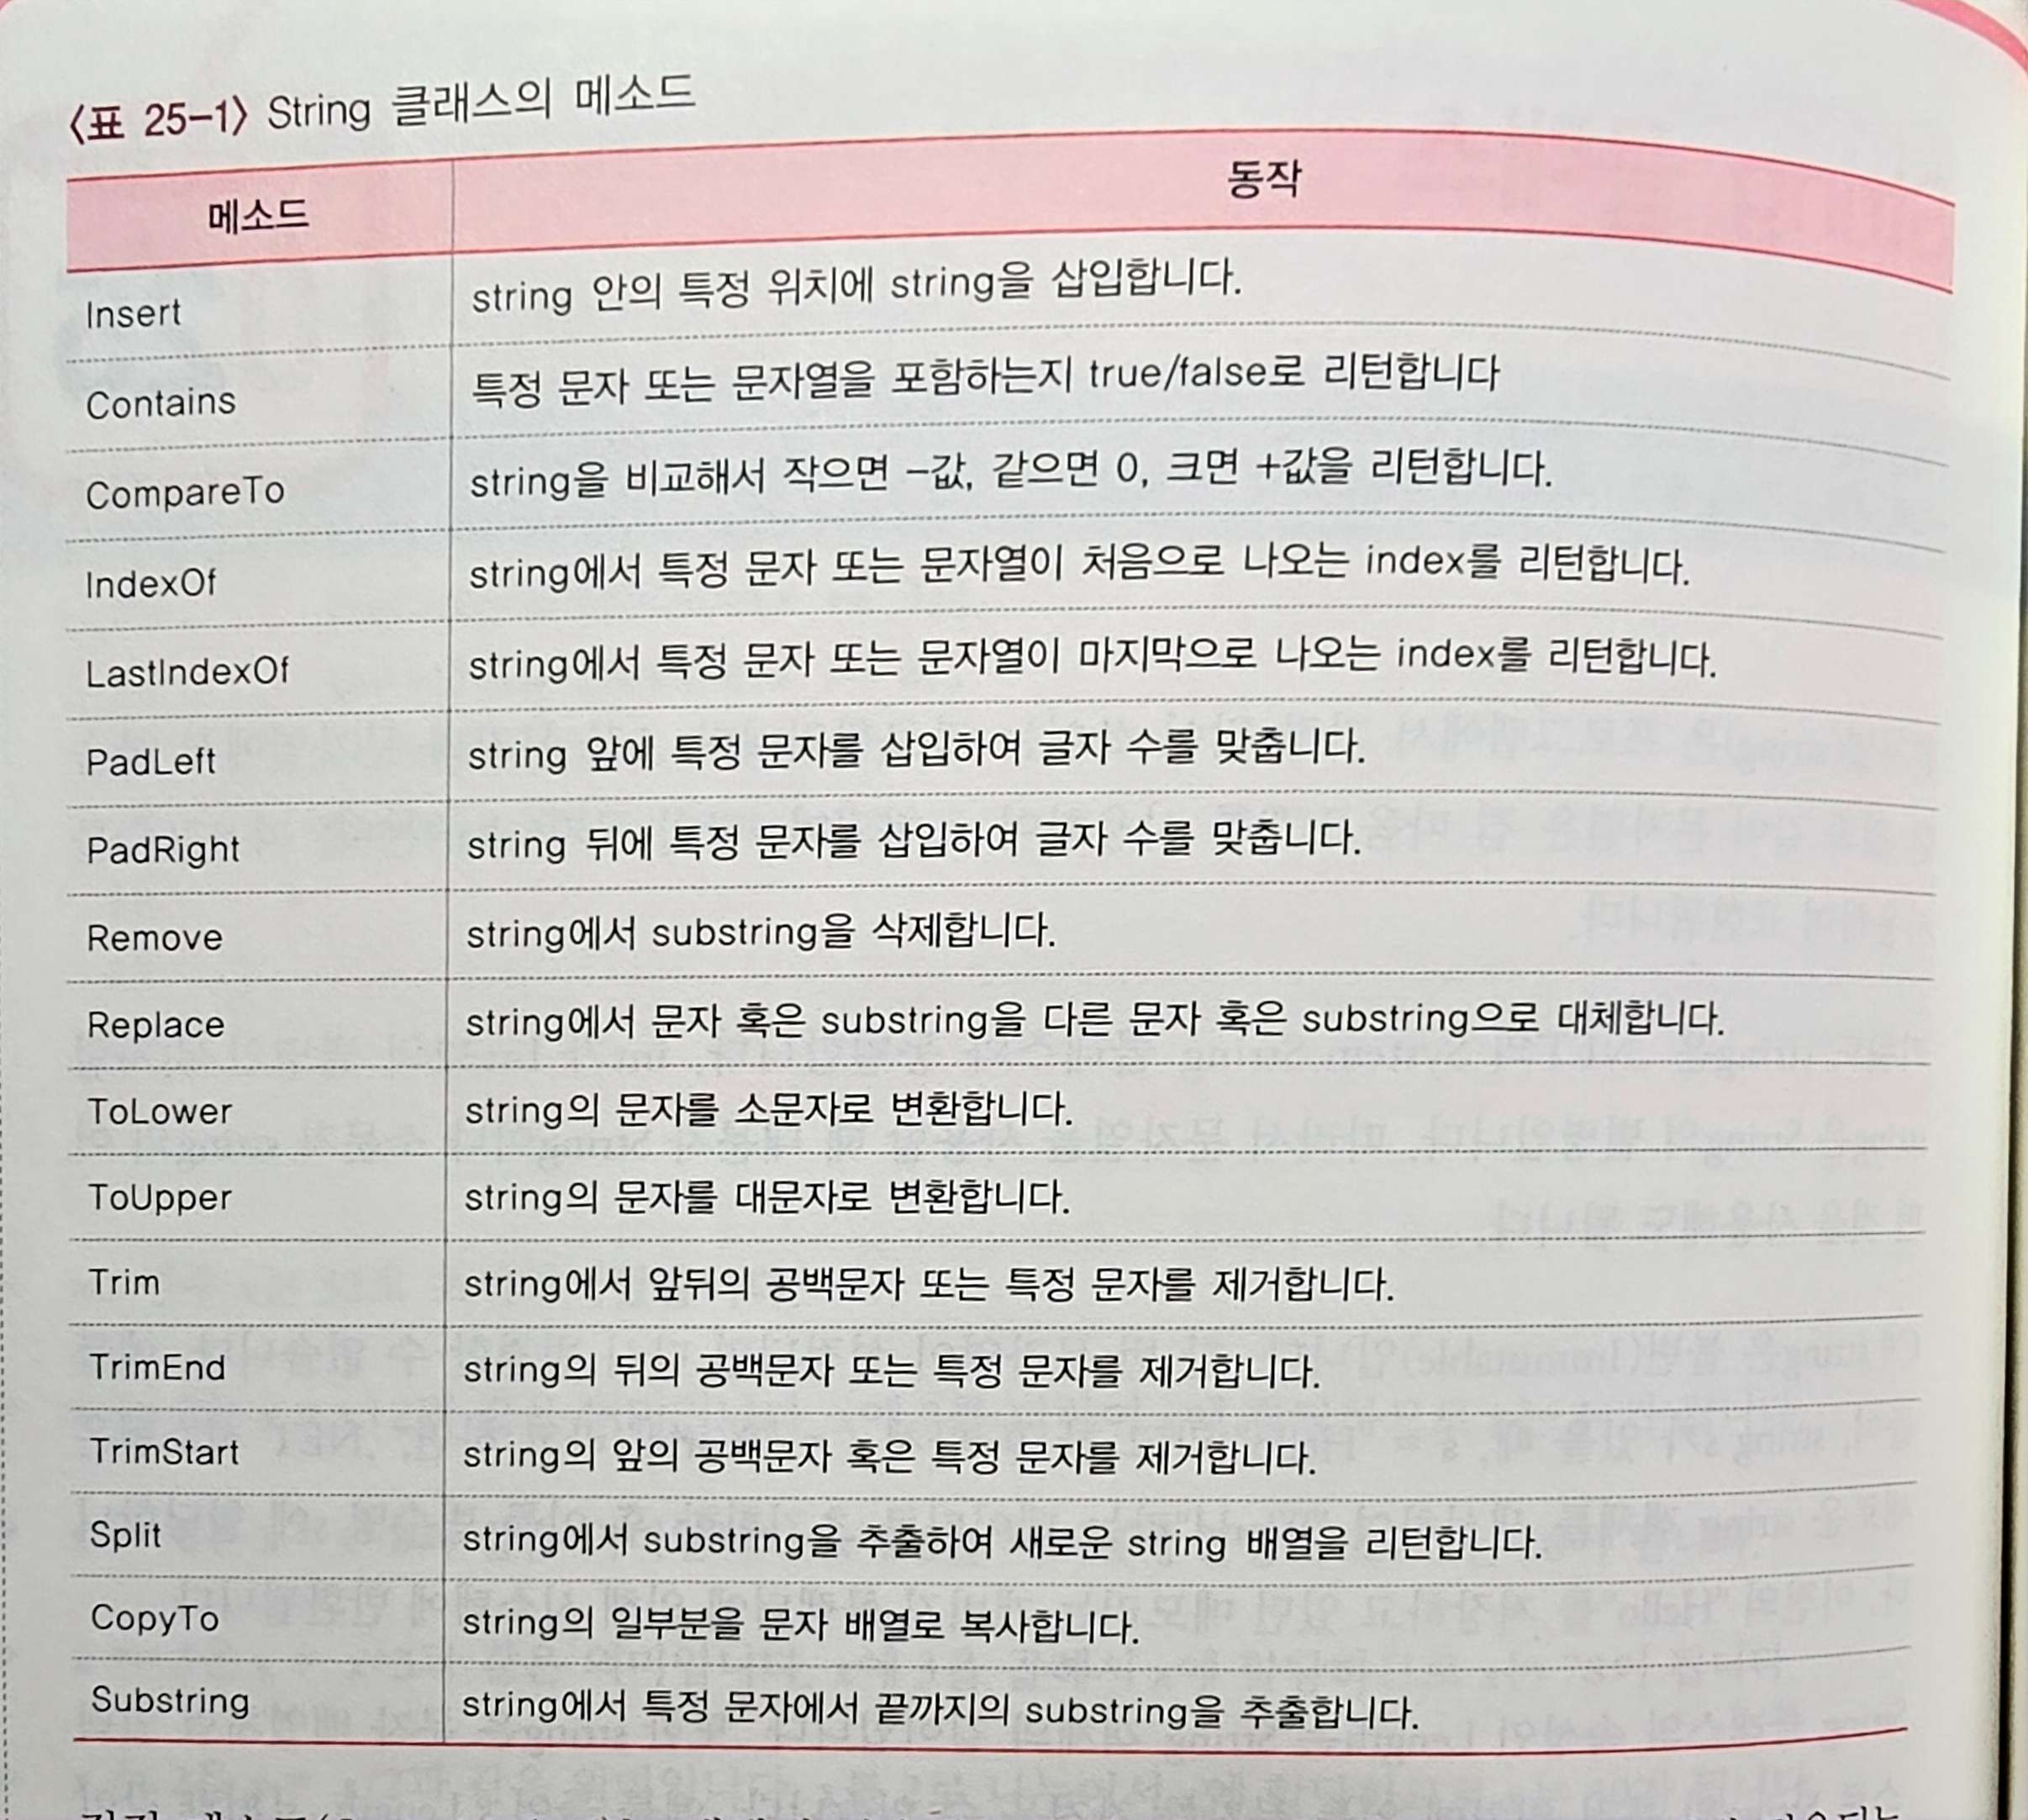 〈표 25-1〉 String 클래스의 메소드
메소드 동작
Insert string 안의 특정 위치에 string을 삽입합니다.
Contains 특정 문자 또는 문자열을 포함하는지 true/false로 리턴합니다
CompareTo string을 비교해서 작으면 -값, 같으면 0, 크면 +값을 리턴합니다.
IndexOf string에서 특정 문자 또는 문자열이 처음으로 나오는 index를 리턴합니다.
LastIndexOf string에서 특정 문자 또는 문자열이 마지막으로 나오는 index를 리턴합니다.
PadLeft string 앞에 특정 문자를 삽입하여 글자 수를 맞춥니다.
PadRight string 뒤에 특정 문자를 삽입하여 글자 수를 맞춥니다.
Remove string에서 substring을 삭제합니다.
Replace string에서 문자 혹은 substring을 다른 문자 혹은 substring으로 대체합니다.
ToLower string의 문자를 소문자로 변환합니다.
ToUpper string의 문자를 대문자로 변환합니다.
Trim string에서 앞뒤의 공백문자 또는 특정 문자를 제거합니다.
TrimEnd string의 뒤의 공백문자 또는 특정 문자를 제거합니다.
TrimStart string의 앞의 공백문자 혹은 특정 문자를 제거합니다.
Split string에서 substring을 추출하여 새로운 string 배열을 리턴합니다.
CopyTo string의 일부분을 문자 배열로 복사합니다.
Substring string에서 특정 문자에서 끝까지의 substring을 추출합니다.